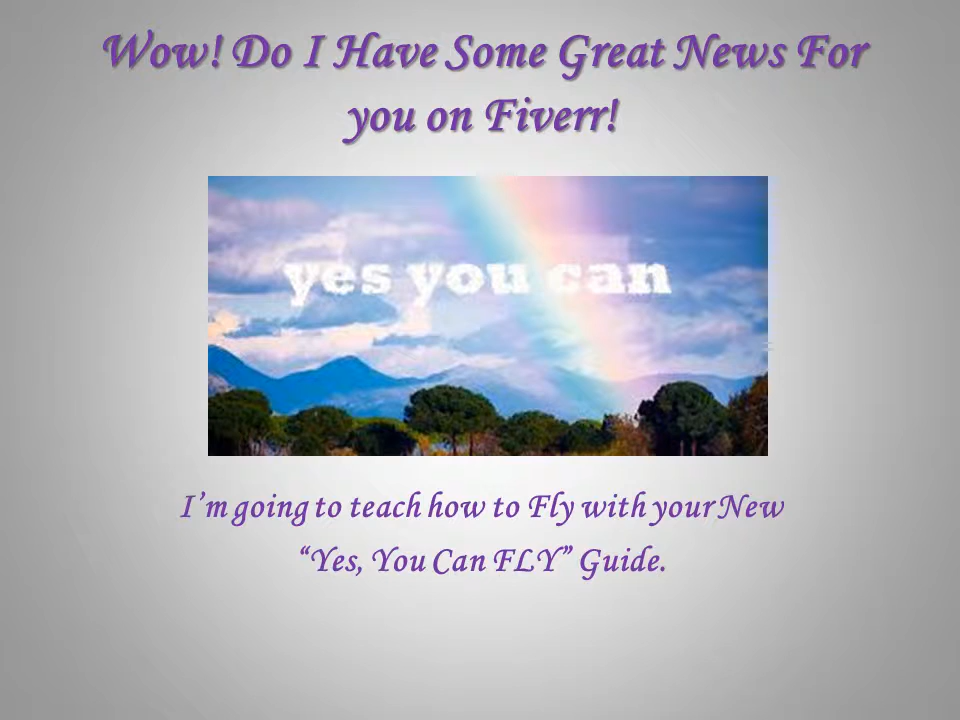 Wow! Do I Have Some Great News For
you on Fiverr!
yes you can
I’m going to teach how to Fly with your New
“Yes, You Can FLY” Guide.